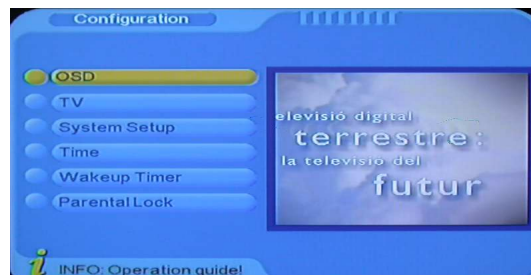 Configuration
OSD
TV
System Setup
Time
Wakeup Timer
Parental Lock
elevisió digital
terrestre:
la televisió del
futur
INFO: Operation guide!